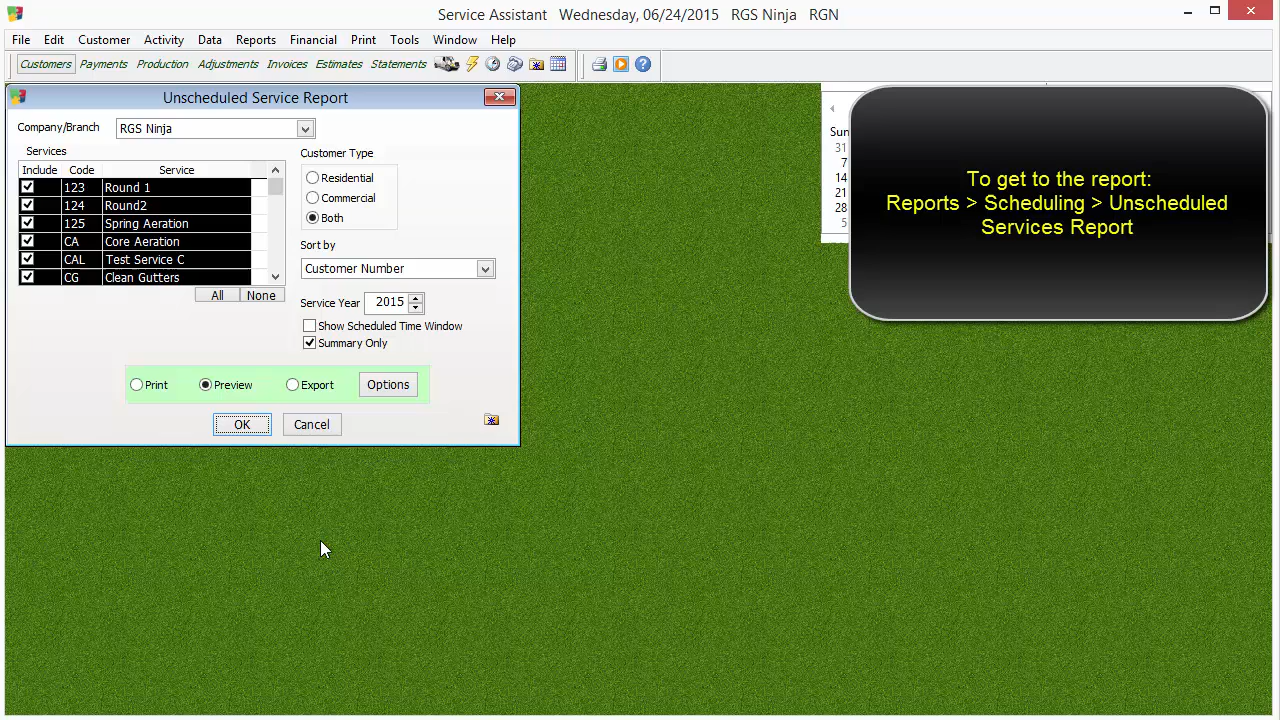 Service Assistant Wednesday, 06/24/2015 RGS Ninja RGN
File Edit Customer Activity Data Reports Financial Print Tools Window Help
Customers Payments Production Adjustments Invoices Estimates Statements
Unscheduled Service Report
Company/Branch RGS Ninja
Services
Include Code Service
123 Round 1
124 Round2
125 Spring Aeration
CA Core Aeration
CAL Test Service C
CG Clean Gutters
All None
Customer Type
Residential
Commercial
Both
Sort by
Customer Number
Service Year 2015
Show Scheduled Time Window
Summary Only
Print Preview Export Options
OK Cancel
Sun
31
7
14
21
28
5
To get to the report:
Reports > Scheduling > Unscheduled
Services Report